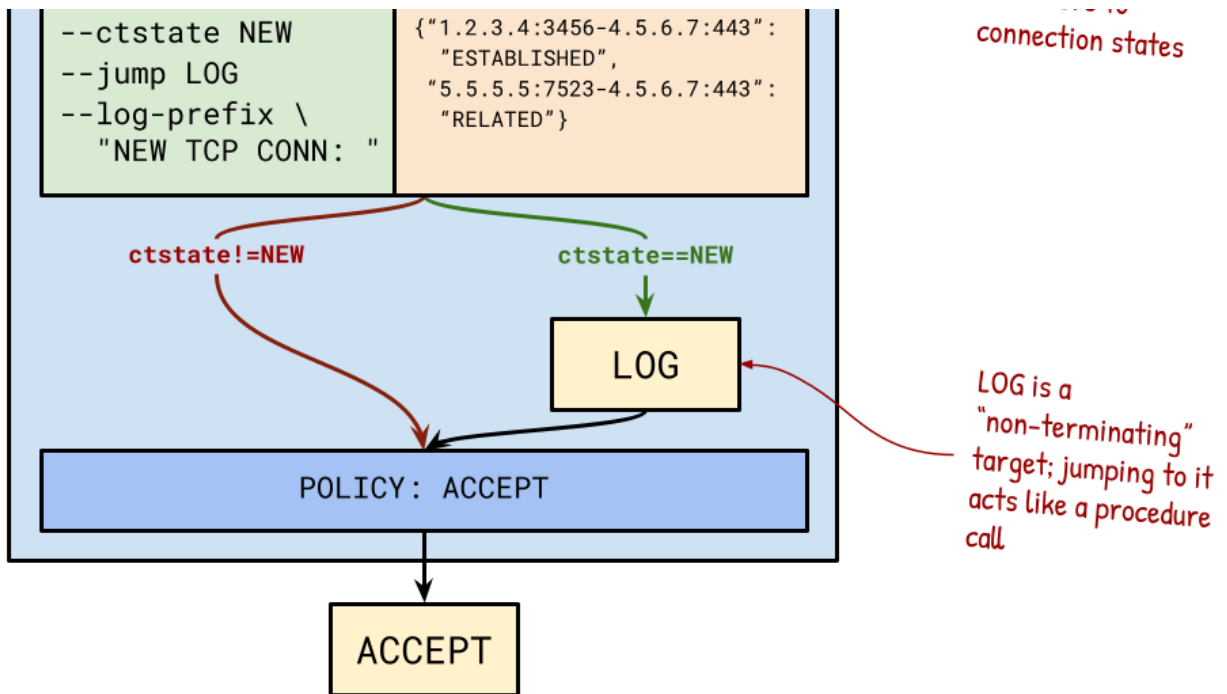 --ctstate NEW
--jump LOG
--log-prefix \
"NEW TCP CONN: "
{“1.2.3.4:3456-4.5.6.7:443”:
“ESTABLISHED”,
“5.5.5.5:7523-4.5.6.7:443”:
“RELATED”}
connection states
ctstate!=NEW
ctstate==NEW
LOG
LOG is a
“non-terminating”
target; jumping to it
acts like a procedure
call
POLICY: ACCEPT
ACCEPT